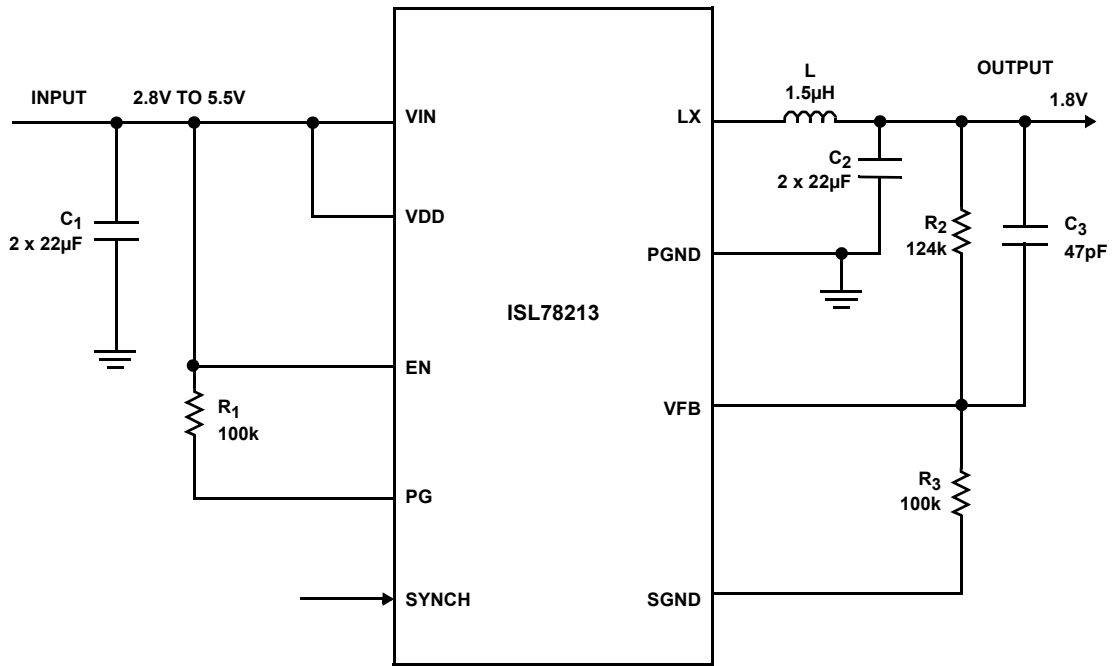 INPUT
2.8V TO 5.5V
C1
2 x 22µF
R1
100k
VIN
VDD
EN
PG
SYNCH
ISL78213
LX
PGND
VFB
SGND
L
1.5µH
OUTPUT
1.8V
C2
2 x 22µF
R2
124k
C3
47pF
R3
100k